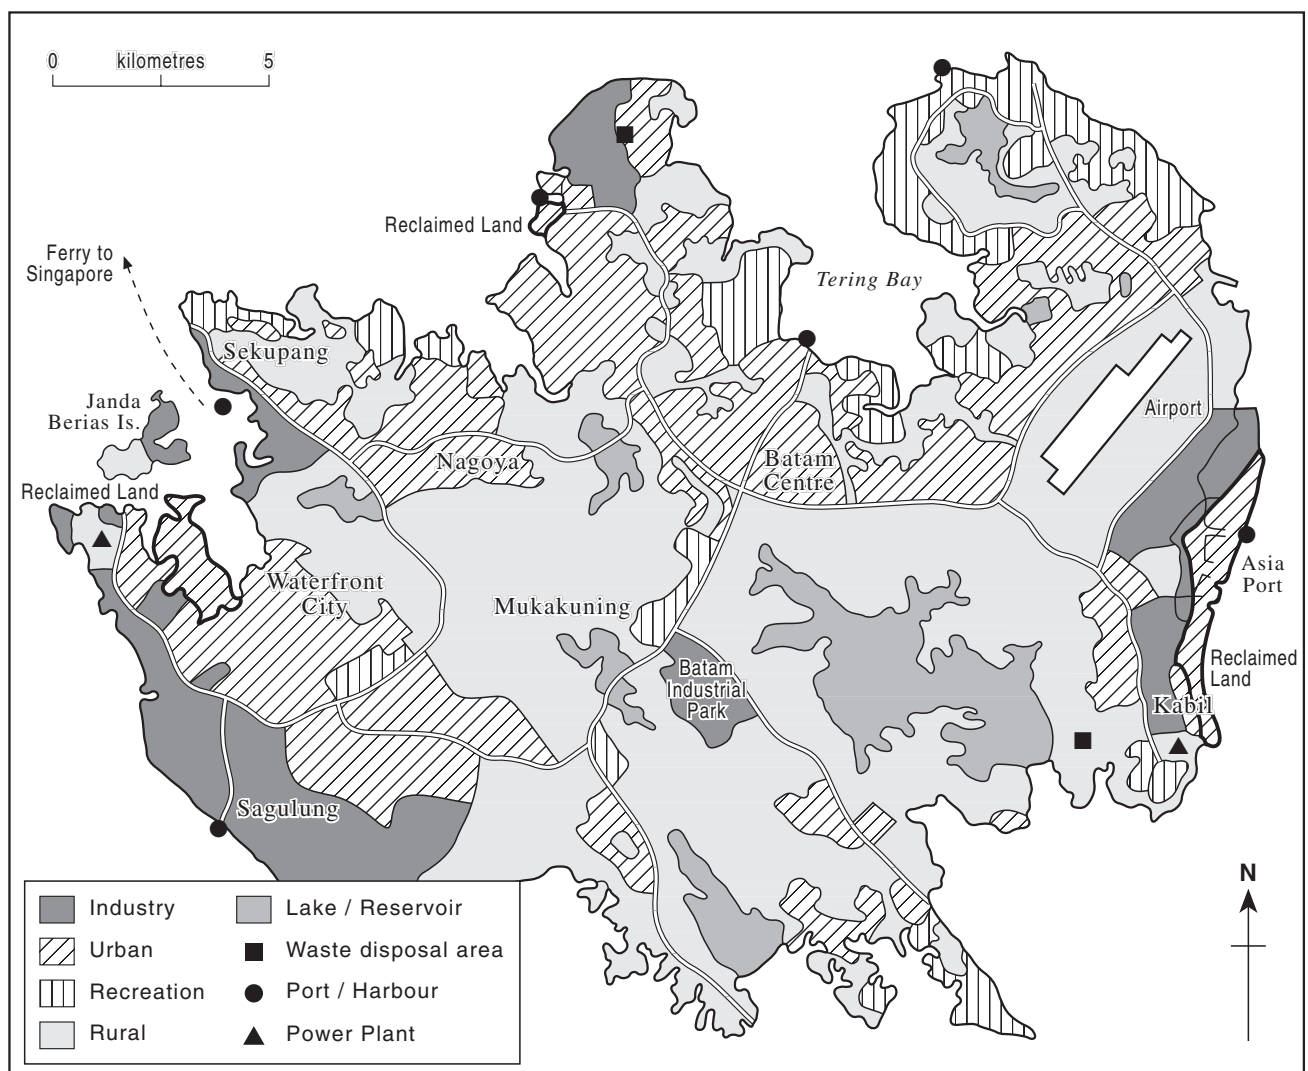 0 kilometres 5
Reclaimed Land
Ferry to
Singapore
Tering Bay
Sekupang
Janda
Berias Is.
Airport
Nagoya
Batam
Centre
Reclaimed Land
Asia
Port
Waterfront
City
Mukakuning
Reclaimed
Land
Batam
Industrial
Park
Kabil
Sagulung
N
Industry
Urban
Recreation
Rural
Lake / Reservoir
Waste disposal area
Port / Harbour
Power Plant